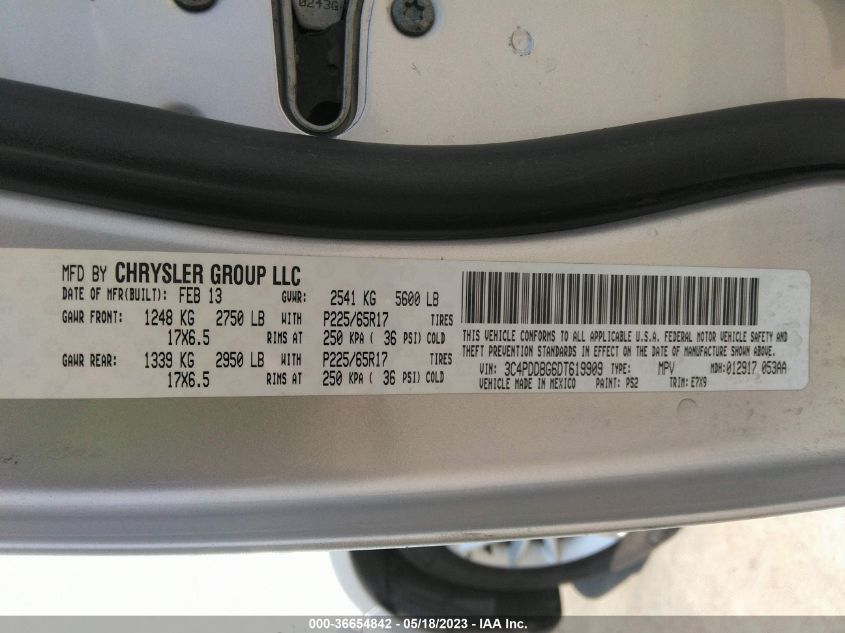 0243G
MFD BY CHRYSLER GROUP LLC
DATE OF MFR(BUILT): FEB 13 GVWR: 2541 KG 5600 LB
GAWR FRONT: 1248 KG 2750 LB WITH P225/65R17 TIRES
17X6.5 RIMS AT 250 KPA ( 36 PSI) COLD
GAWR REAR: 1339 KG 2950 LB WITH P225/65R17 TIRES
17X6.5 RIMS AT 250 KPA ( 36 PSI) COLD
THIS VEHICLE CONFORMS TO ALL APPLICABLE U.S.A. FEDERAL MOTOR VEHICLE SAFETY AND
THEFT PREVENTION STANDARDS IN EFFECT ON THE DATE OF MANUFACTURE SHOWN ABOVE.
VIN: 3C4PDDBG6DT619909 TYPE: MPV MDH: 012917 053AA
VEHICLE MADE IN MEXICO PAINT: PS2 TRIM: E7X9
000-36654842 - 05/18/2023 - IAA Inc.